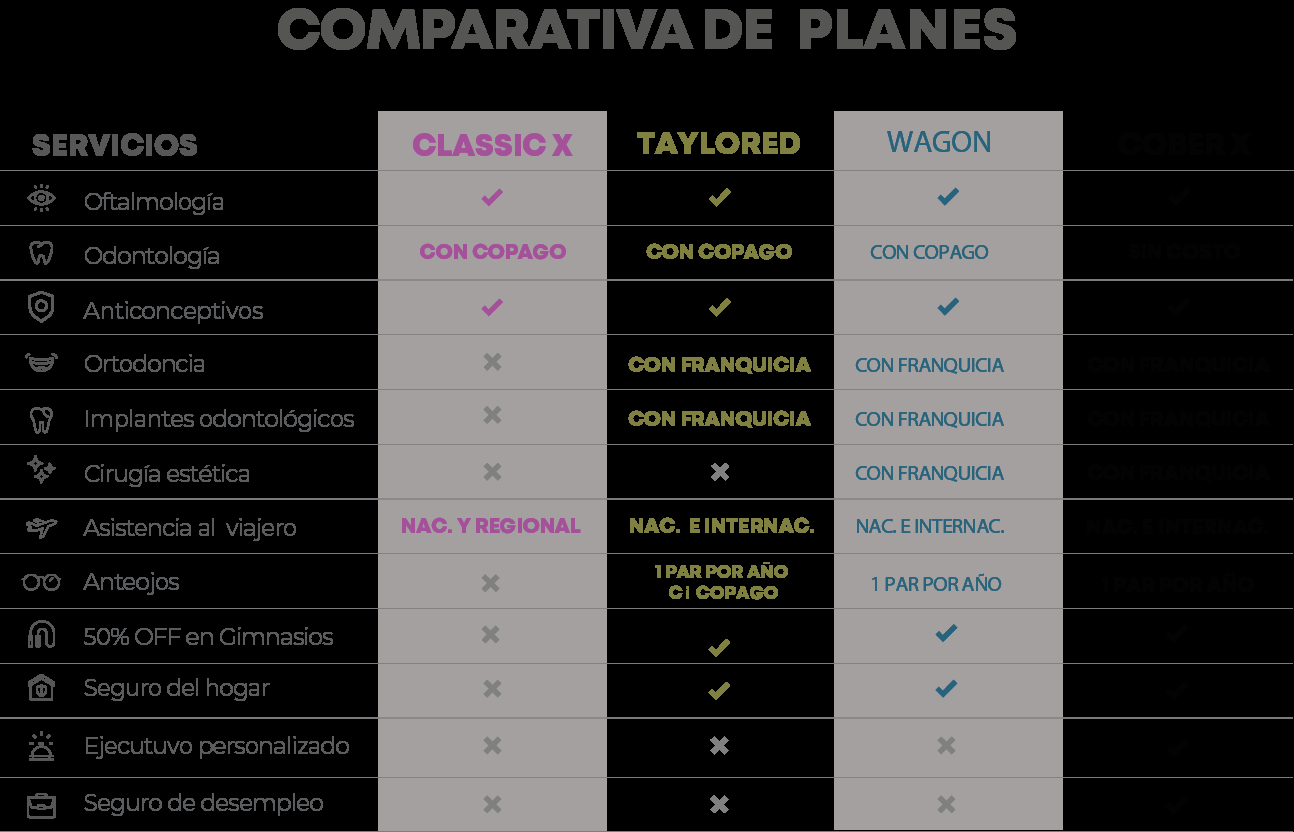 COMPARATIVA DE PLANES
SERVICIOS CLASSIC X TAYLORED WAGON COBER X
Oftalmología
Odontología CON COPAGO CON COPAGO CON COPAGO SIN COSTO
Anticonceptivos
Ortodoncia CON FRANQUICIA CON FRANQUICIA CON FRANQUICIA
Implantes odontológicos CON FRANQUICIA CON FRANQUICIA CON FRANQUICIA
Cirugía estética CON FRANQUICIA CON FRANQUICIA
Asistencia al viajero NAC. Y REGIONAL NAC. E INTERNAC. NAC. E INTERNAC. NAC. E INTERNAC.
Anteojos 1 PAR POR AÑO
C| COPAGO 1 PAR POR AÑO 1 PAR POR AÑO
50% OFF en Gimnasios
Seguro del hogar
Ejecutuvo personalizado
Seguro de desempleo